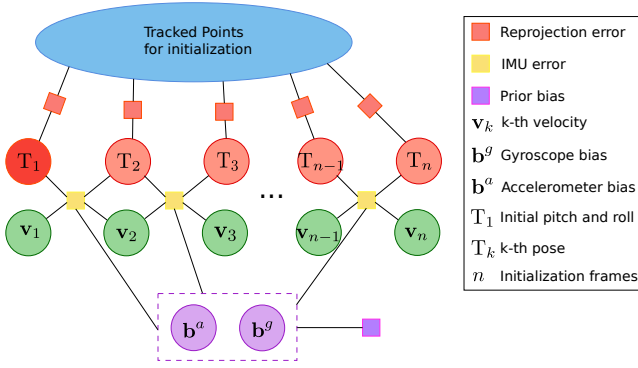 Tracked Points
for initialization
T₁ T₂ T₃ Tₙ₋₁ Tₙ
...
v₁ v₂ v₃ vₙ₋₁ vₙ
bᵃ bᵍ
Reprojection error
IMU error
Prior bias
vₖ k-th velocity
bᵍ Gyroscope bias
bᵃ Accelerometer bias
T₁ Initial pitch and roll
Tₖ k-th pose
n Initialization frames